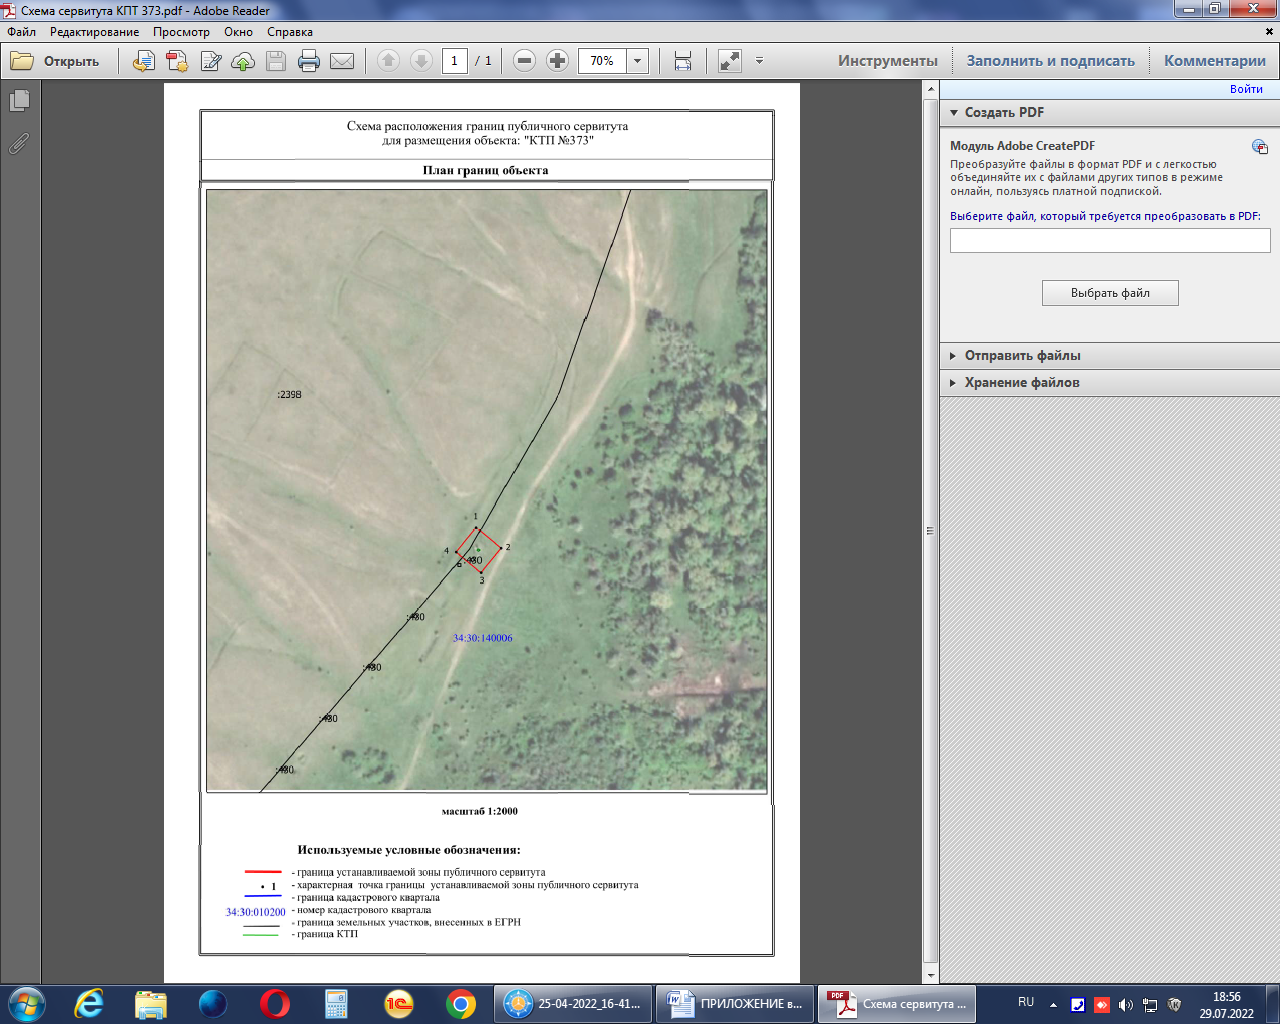 Схема сервитута КПТ 373.pdf - Adobe Reader
Файл Редактирование Просмотр Окно Справка
Открыть 1 / 1 70% Инструменты Заполнить и подписать Комментарии
Войти
Создать PDF
Модуль Adobe CreatePDF
Преобразуйте файлы в формат PDF и с легкостью
объединяйте их с файлами других типов в режиме
онлайн, пользуясь платной подпиской.
Выберите файл, который требуется преобразовать в PDF:
Выбрать файл
Отправить файлы
Хранение файлов
Схема расположения границ публичного сервитута
для размещения объекта: "КТП №373"
План границ объекта
:2398
1
2
4
3
34:30:140006
масштаб 1:2000
Используемые условные обозначения:
- граница устанавливаемой зоны публичного сервитута
• 1 - характерная точка границы устанавливаемой зоны публичного сервитута
- граница кадастрового квартала
34:30:010200 - номер кадастрового квартала
- граница земельных участков, внесенных в ЕГРН
- граница КТП
25-04-2022_16-41...
ПРИЛОЖЕНИЕ в...
Схема сервитута ...
RU
18:56
29.07.2022